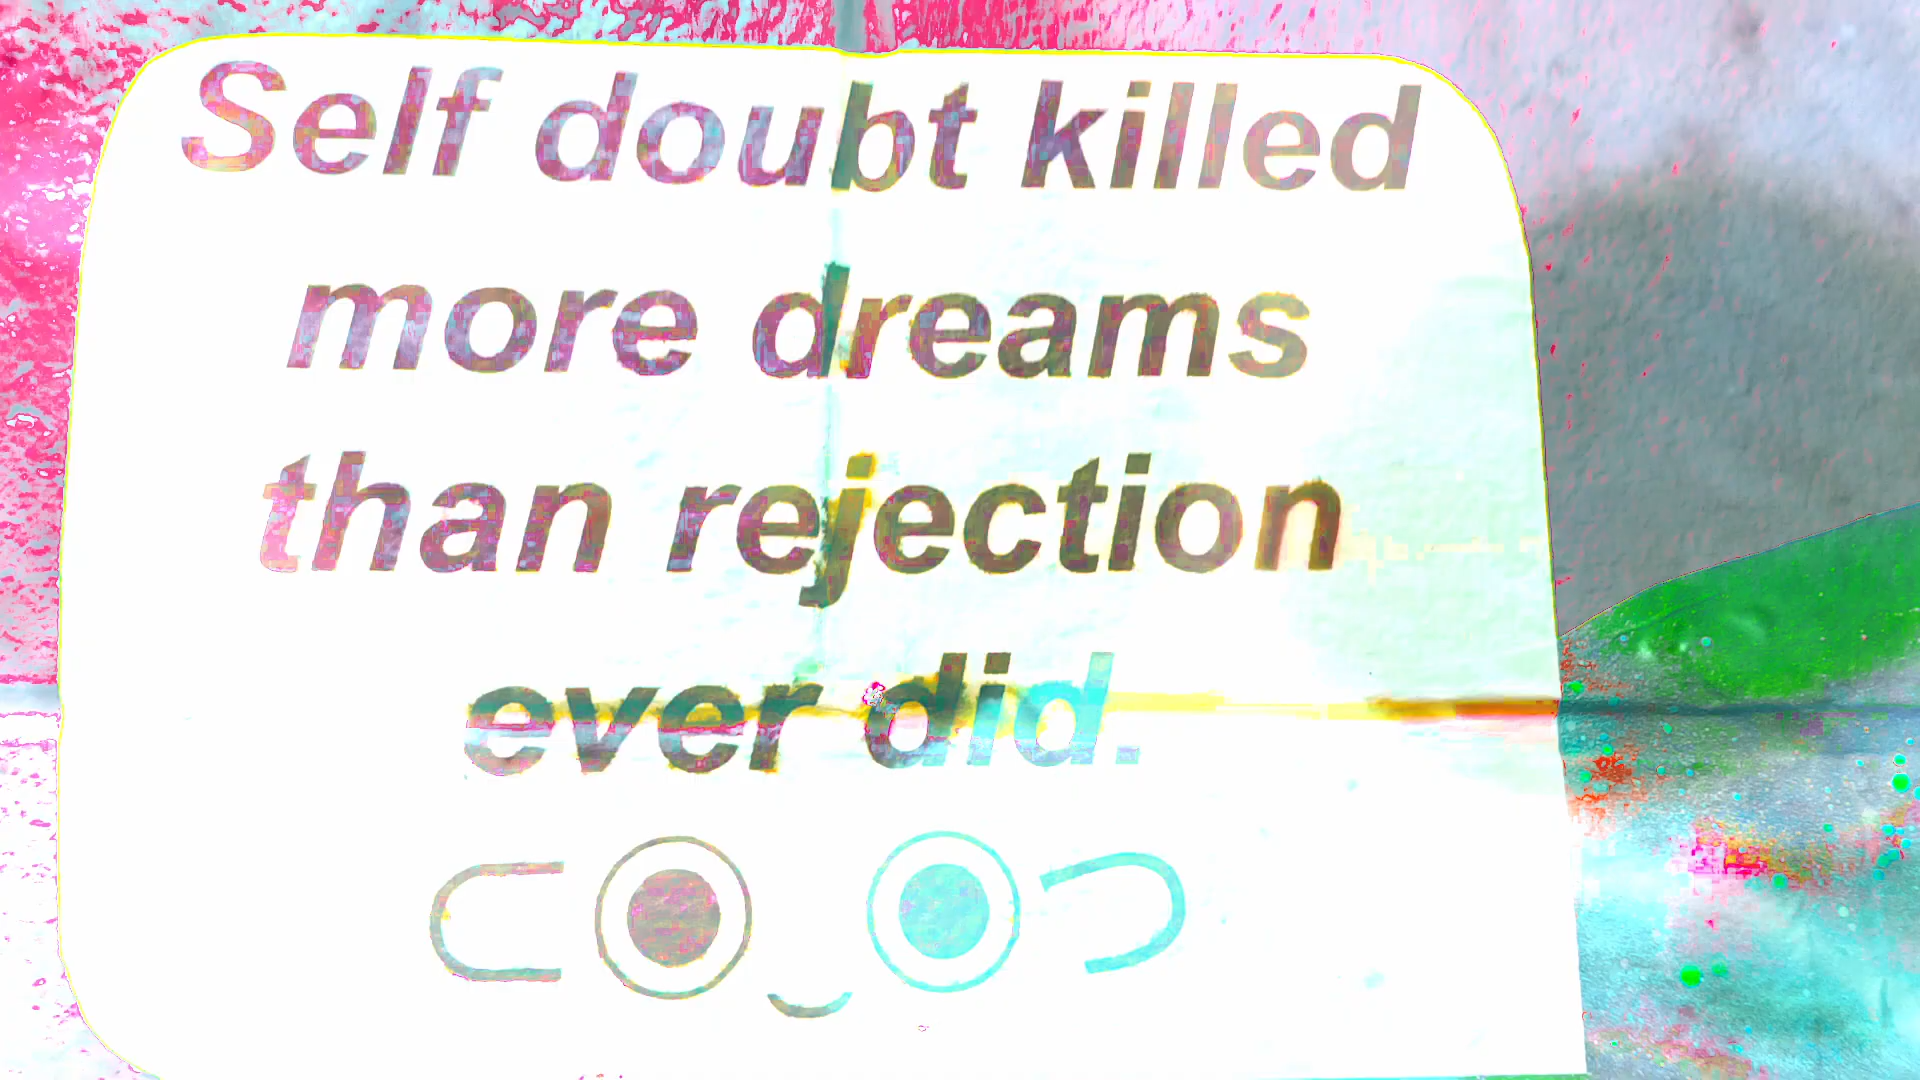 Self doubt killed
more dreams
than rejection
ever did.